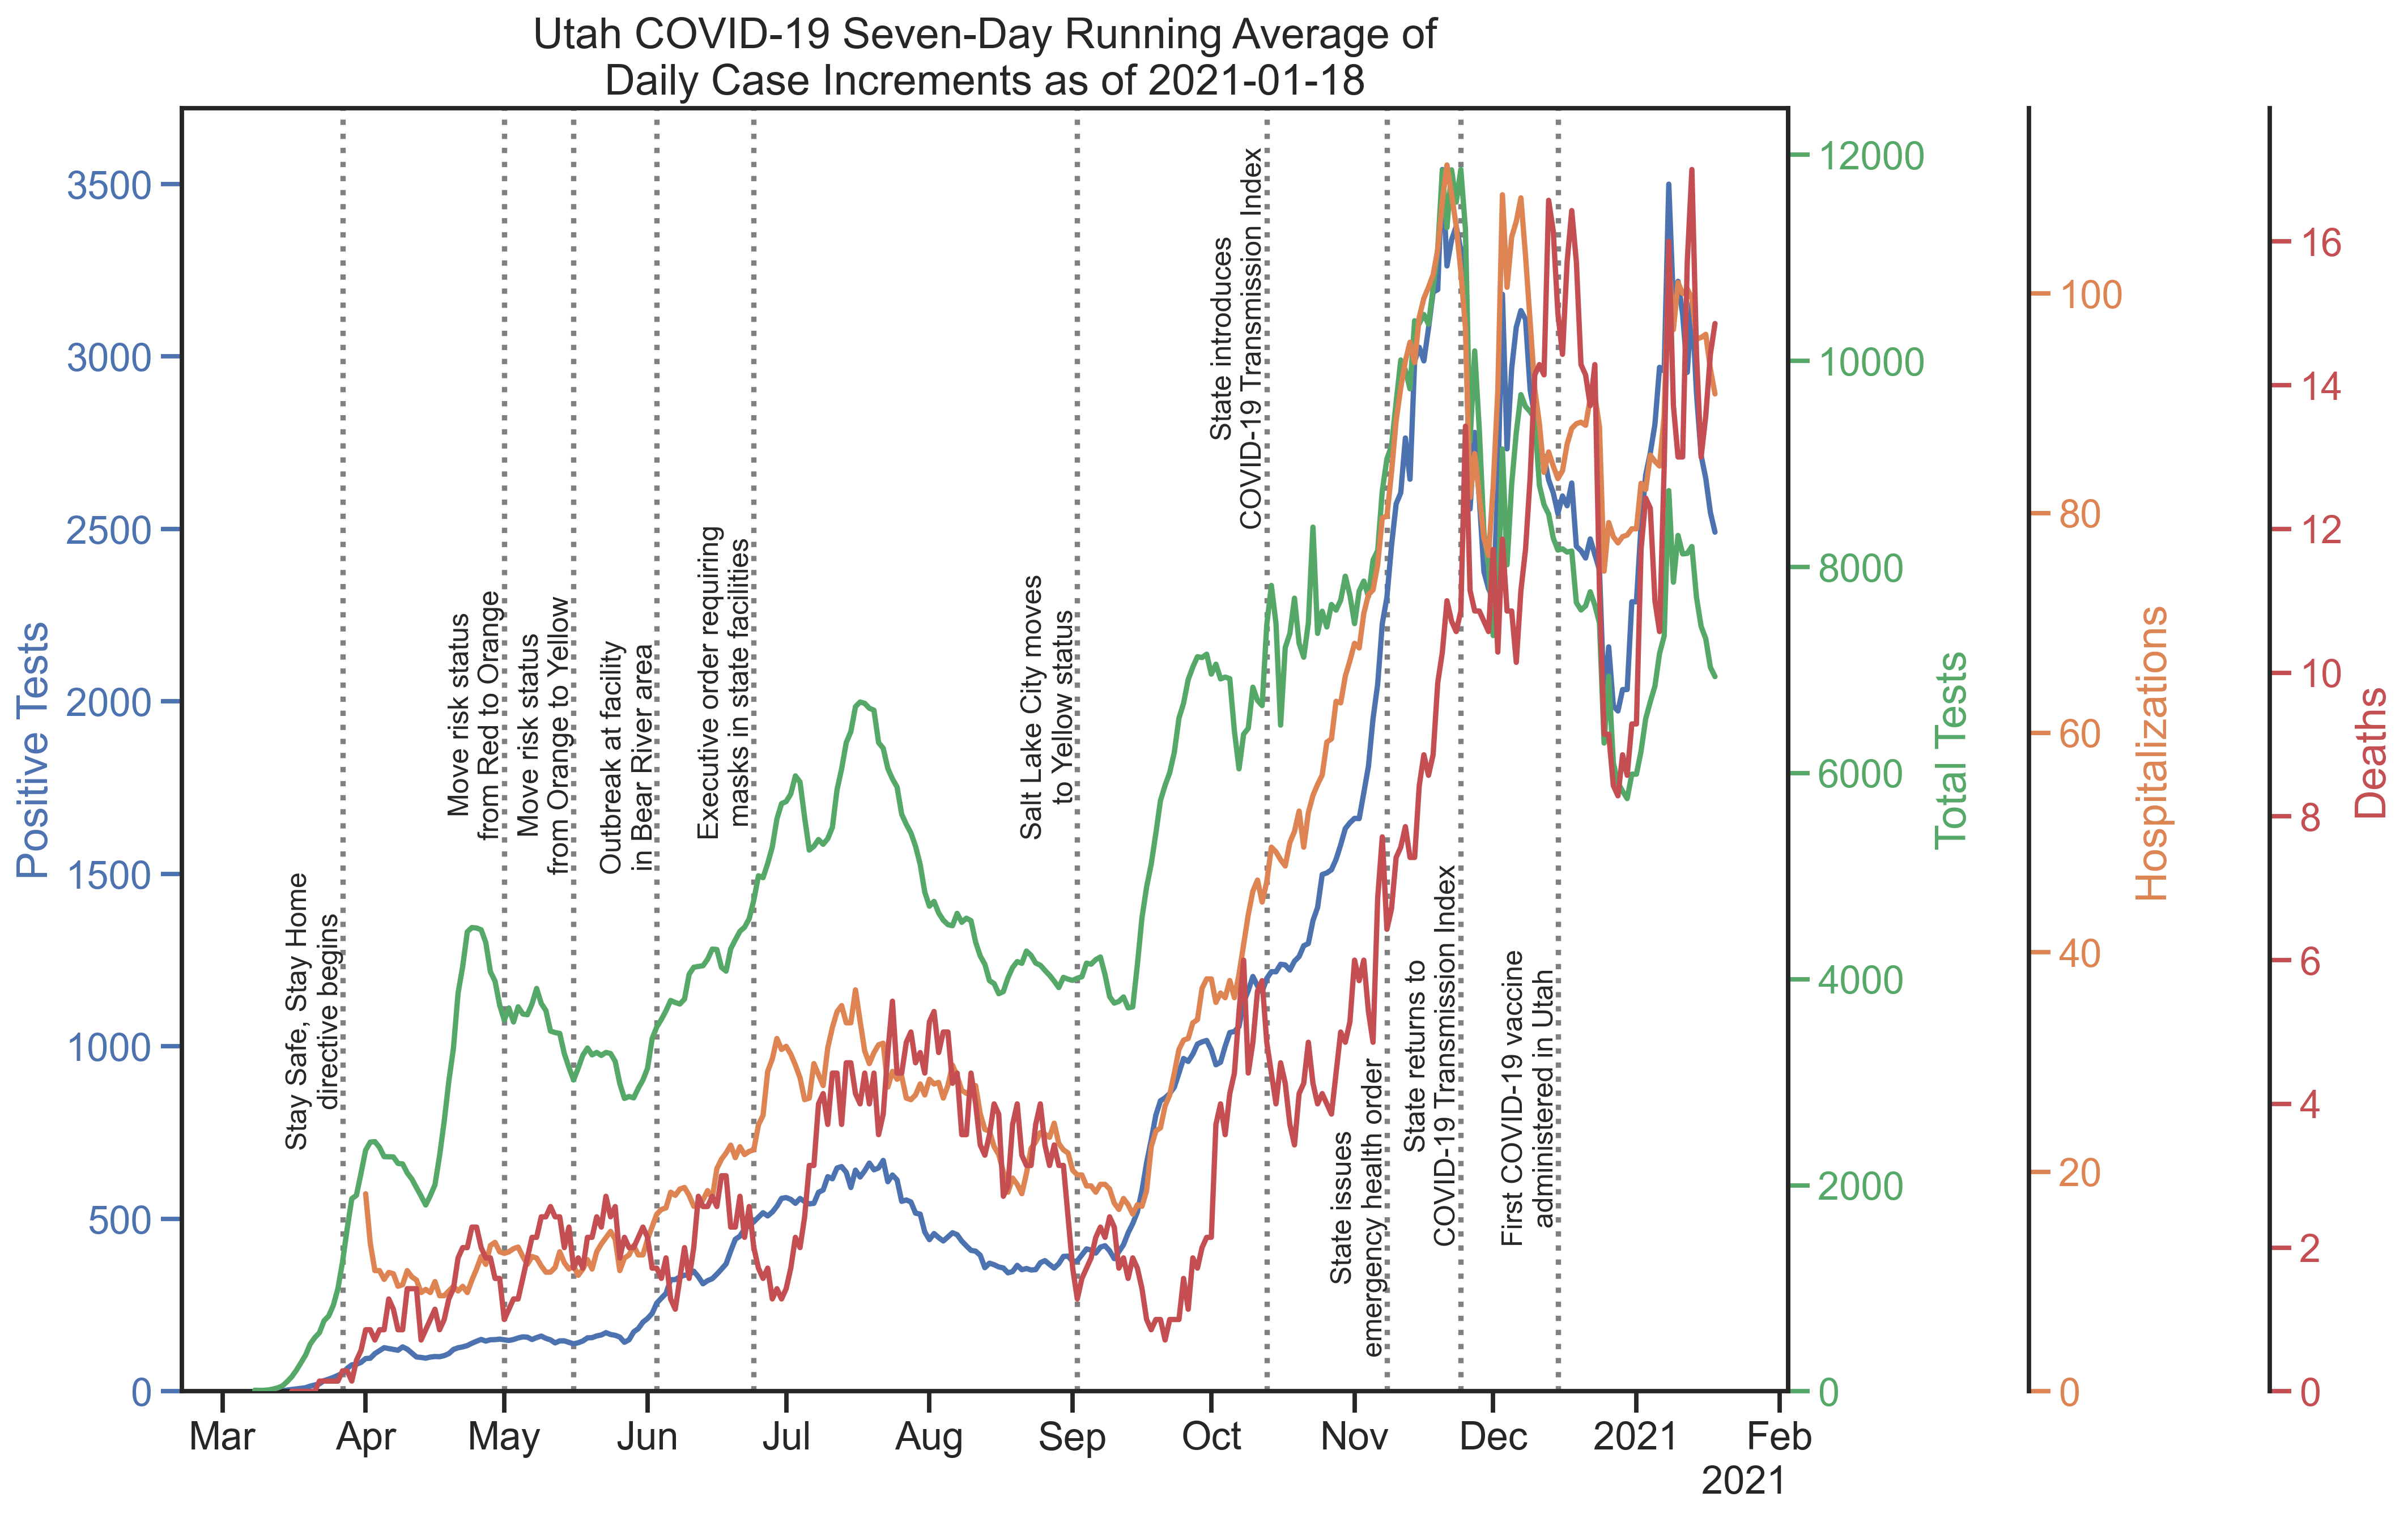 Utah COVID-19 Seven-Day Running Average of
Daily Case Increments as of 2021-01-18
Positive Tests
3500
3000
2500
2000
1500
1000
500
0
Stay Safe, Stay Home
directive begins
Move risk status
from Red to Orange
Move risk status
from Orange to Yellow
Outbreak at facility
in Bear River area
Executive order requiring
masks in state facilities
Salt Lake City moves
to Yellow status
State introduces
COVID-19 Transmission Index
State issues
emergency health order
State returns to
COVID-19 Transmission Index
First COVID-19 vaccine
administered in Utah
12000
10000
8000
6000
4000
2000
0
Total Tests
100
80
60
40
20
0
Hospitalizations
16
14
12
10
8
6
4
2
0
Deaths
Mar
Apr
May
Jun
Jul
Aug
Sep
Oct
Nov
Dec
2021
Feb
2021